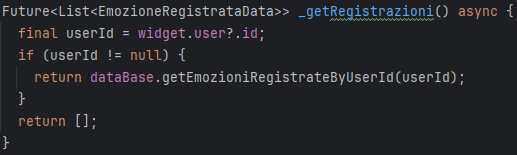 Future<List<EmozioneRegistrataData>> _getRegistrazioni() async {
  final userId = widget.user?.id;
  if (userId != null) {
    return dataBase.getEmozioniRegistrateByUserId(userId);
  }
  return [];
}